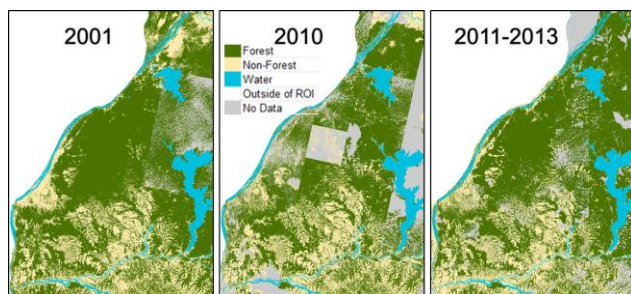 2001
2010
Forest
Non-Forest
Water
Outside of ROI
No Data
2011-2013